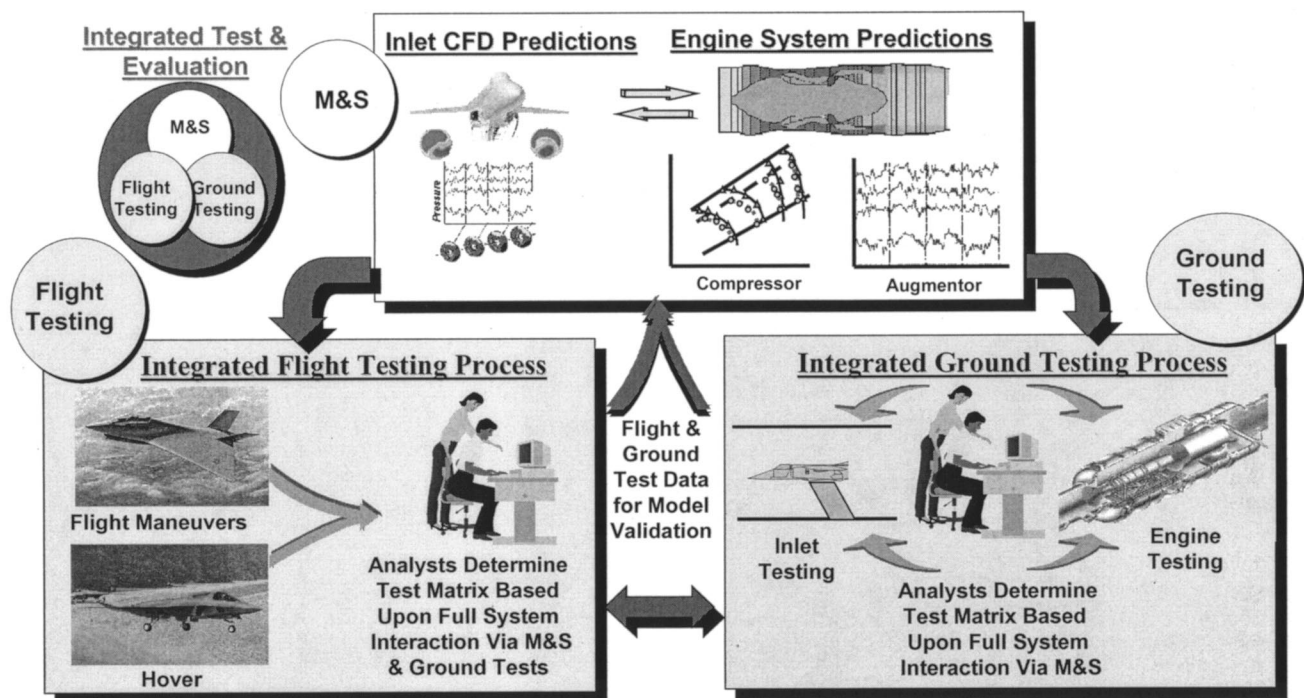 Integrated Test &
Evaluation
M&S
Flight
Testing
Ground
Testing
M&S
Inlet CFD Predictions
Engine System Predictions
Pressure
Compressor
Augmentor
Flight
Testing
Ground
Testing
Integrated Flight Testing Process
Flight Maneuvers
Hover
Analysts Determine
Test Matrix Based
Upon Full System
Interaction Via M&S
& Ground Tests
Flight &
Ground
Test Data
for Model
Validation
Integrated Ground Testing Process
Inlet
Testing
Engine
Testing
Analysts Determine
Test Matrix Based
Upon Full System
Interaction Via M&S